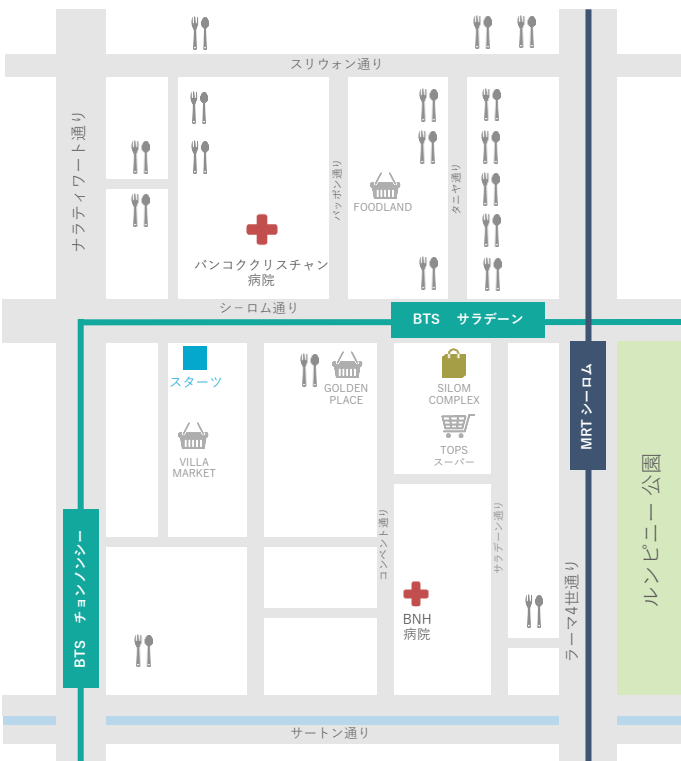 スリウォン通り
ナラティワート通り
パッポン通り
タニヤ通り
FOODLAND
バンコククリスチャン
病院
シーロム通り
BTS サラデーン
スターツ
GOLDEN
PLACE
SILOM
COMPLEX
MRT シーロム
TOPS
スーパー
VILLA
MARKET
ルンピニー公園
コンベント通り
サラデーン通り
BTS チョンノンシー
ラーマ4世通り
BNH
病院
サートン通り